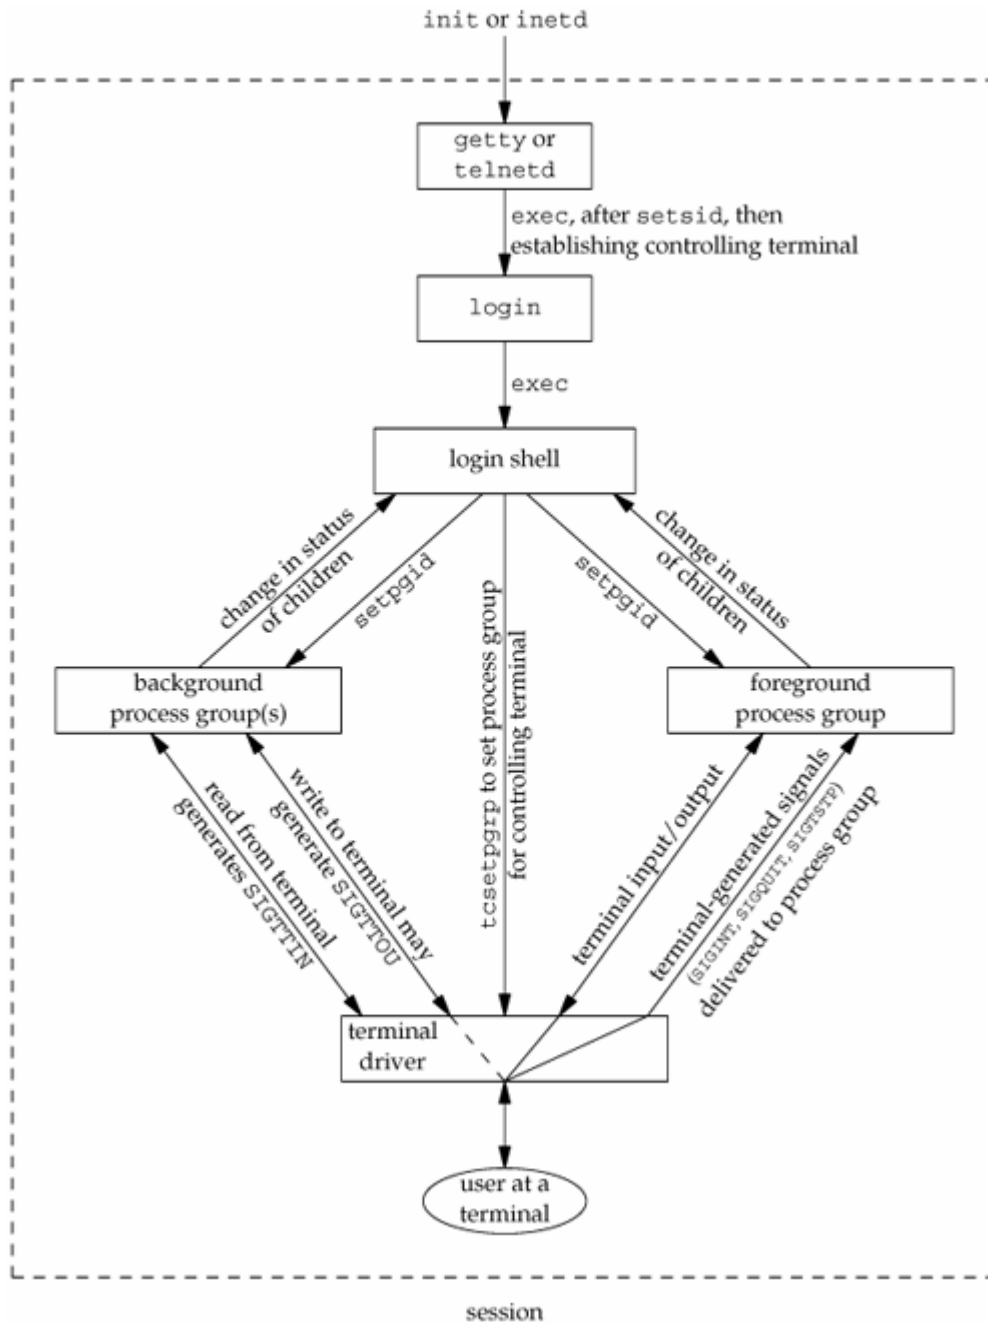 init or inetd
getty or
telnetd
exec, after setsid, then
establishing controlling terminal
login
exec
login shell
change in status
of children
setpgid
tcsetpgrp to set process group
for controlling terminal
setpgid
change in status
of children
background
process group(s)
foreground
process group
read from terminal
generates SIGTTIN
write to terminal may
generate SIGTTOU
terminal input/output
terminal-generated signals
(SIGINT, SIGQUIT, SIGTSTP)
delivered to process group
terminal
driver
user at a
terminal
session